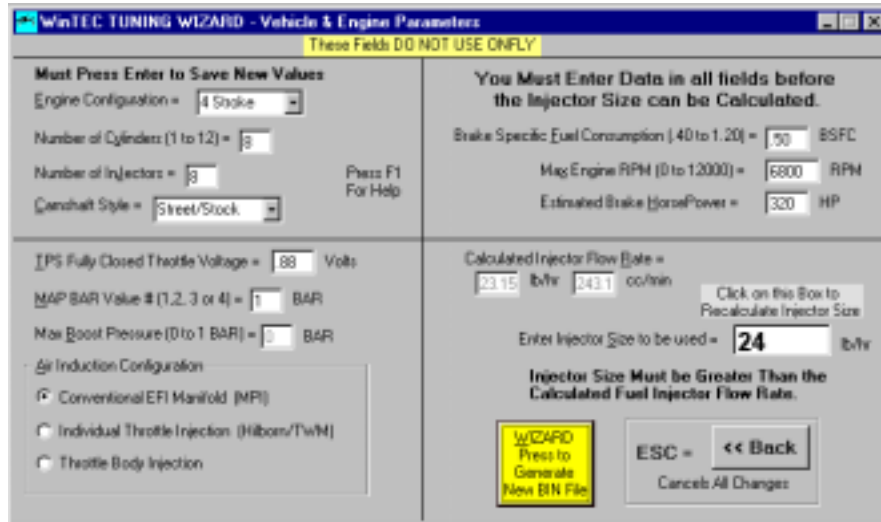 WinTEC TUNING WIZARD - Vehicle & Engine Parameters
These Fields DO NOT USE ONFLY
Must Press Enter to Save New Values
Engine Configuration = 4 Stroke
Number of Cylinders (1 to 12) = 8
Number of Injectors = 8
Press F1
For Help
Camshaft Style = Street/Stock
You Must Enter Data in all fields before
the Injector Size can be Calculated.
Brake Specific Fuel Consumption (.40 to 1.20) = .50 BSFC
Max Engine RPM (0 to 12000) = 6800 RPM
Estimated Brake HorsePower = 320 HP
TPS Fully Closed Throttle Voltage = .88 Volts
MAP BAR Value # (1,2, 3 or 4) = 1 BAR
Max Boost Pressure (0 to 1 BAR) = 0 BAR
Air Induction Configuration
Conventional EFI Manifold (MPI)
Individual Throttle Injection (Hilborn/TWM)
Throttle Body Injection
Calculated Injector Flow Rate =
23.15 lb/hr 243.1 cc/min
Click on this Box to
Recalculate Injector Size
Enter Injector Size to be used = 24 lb/hr
Injector Size Must be Greater Than the
Calculated Fuel Injector Flow Rate.
WIZARD
Press to
Generate
New BIN File
ESC = << Back
Cancels All Changes